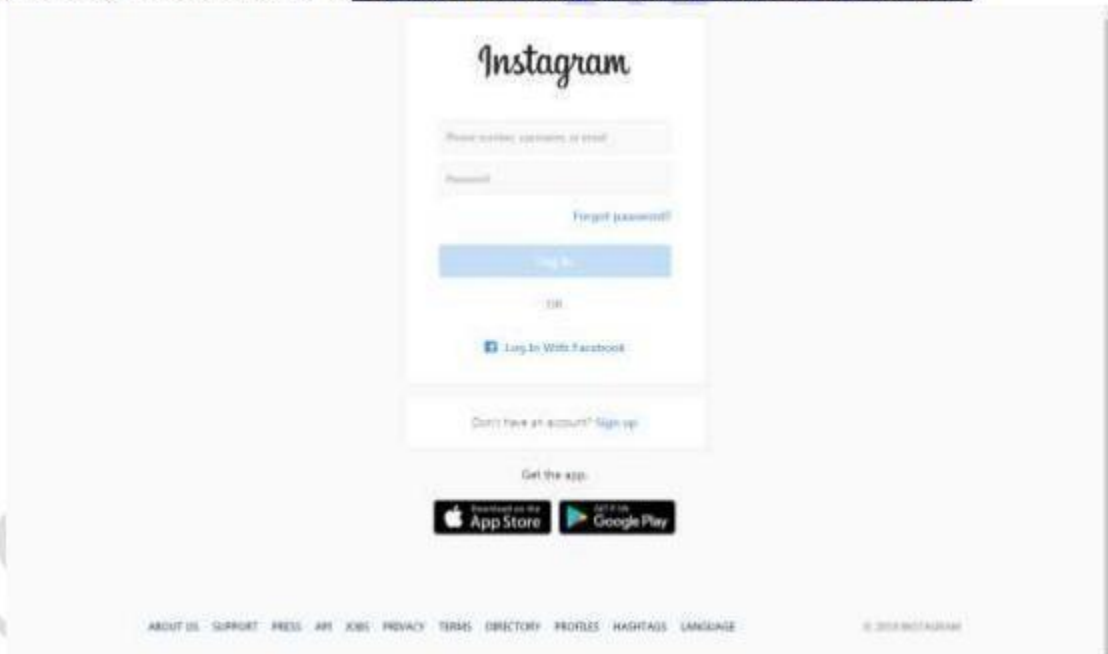 Instagram
Phone number, username, or email
Password
Forgot password?
Log In
OR
Log In With Facebook
Don't have an account? Sign up
Get the app.
Download on the
App Store
GET IT ON
Google Play
ABOUT US SUPPORT PRESS API JOBS PRIVACY TERMS DIRECTORY PROFILES HASHTAGS LANGUAGE © INSTAGRAM